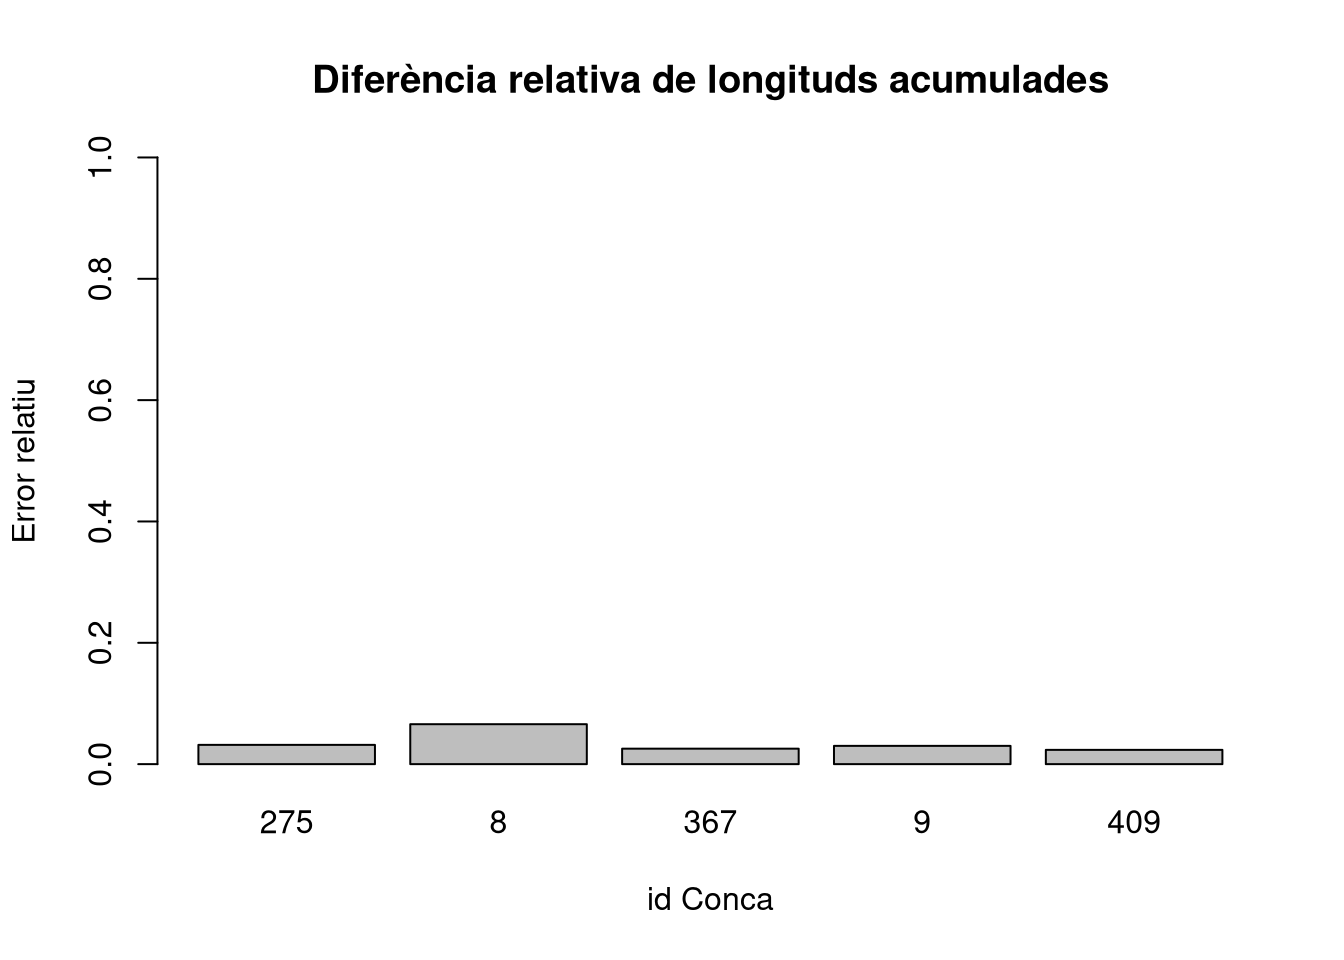 Diferència relativa de longituds acumulades
Error relatiu
1.0
0.8
0.6
0.4
0.2
0.0
275 8 367 9 409
id Conca